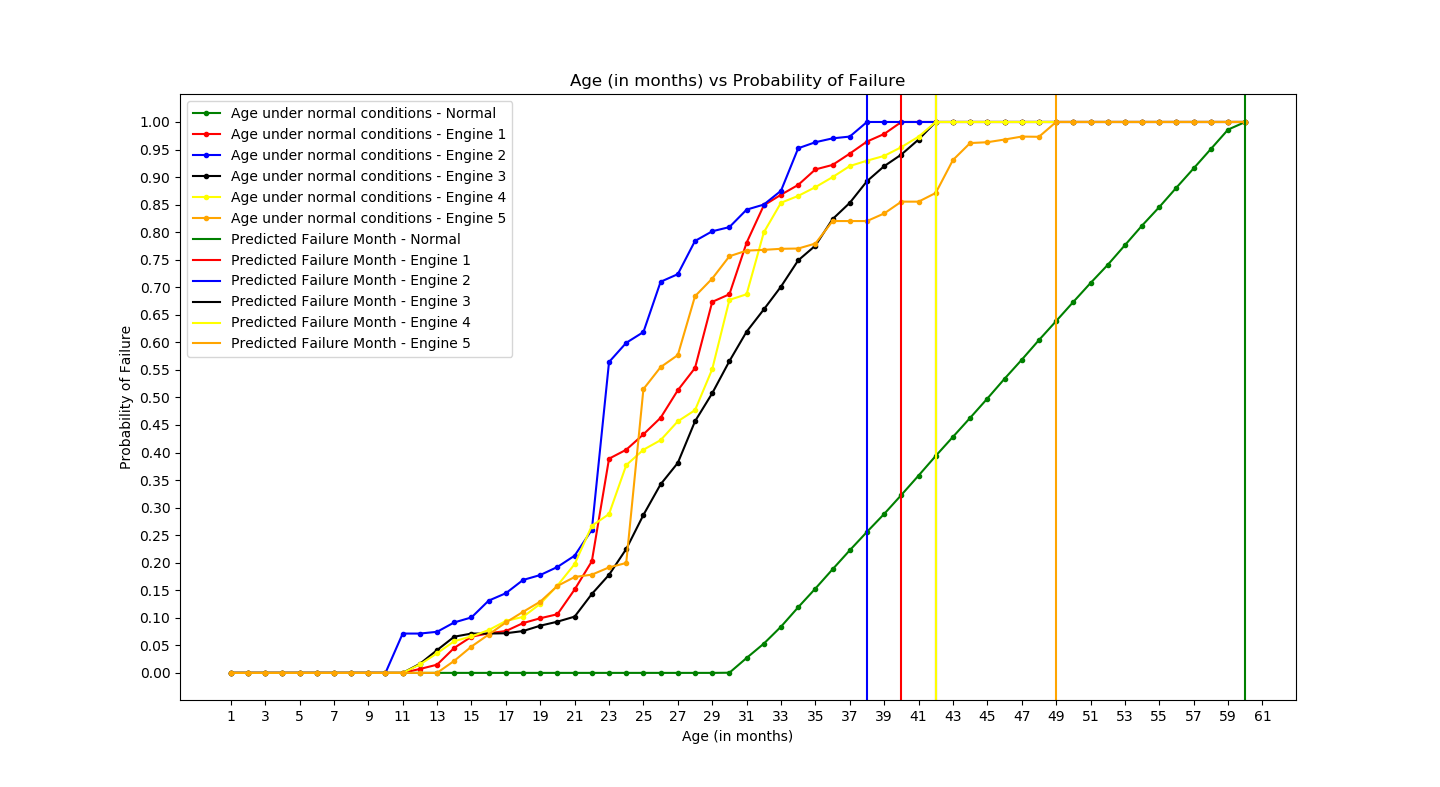 Age (in months) vs Probability of Failure
Age under normal conditions - Normal
Age under normal conditions - Engine 1
Age under normal conditions - Engine 2
Age under normal conditions - Engine 3
Age under normal conditions - Engine 4
Age under normal conditions - Engine 5
Predicted Failure Month - Normal
Predicted Failure Month - Engine 1
Predicted Failure Month - Engine 2
Predicted Failure Month - Engine 3
Predicted Failure Month - Engine 4
Predicted Failure Month - Engine 5
Probability of Failure
1.00
0.95
0.90
0.85
0.80
0.75
0.70
0.65
0.60
0.55
0.50
0.45
0.40
0.35
0.30
0.25
0.20
0.15
0.10
0.05
0.00
1 3 5 7 9 11 13 15 17 19 21 23 25 27 29 31 33 35 37 39 41 43 45 47 49 51 53 55 57 59 61
Age (in months)